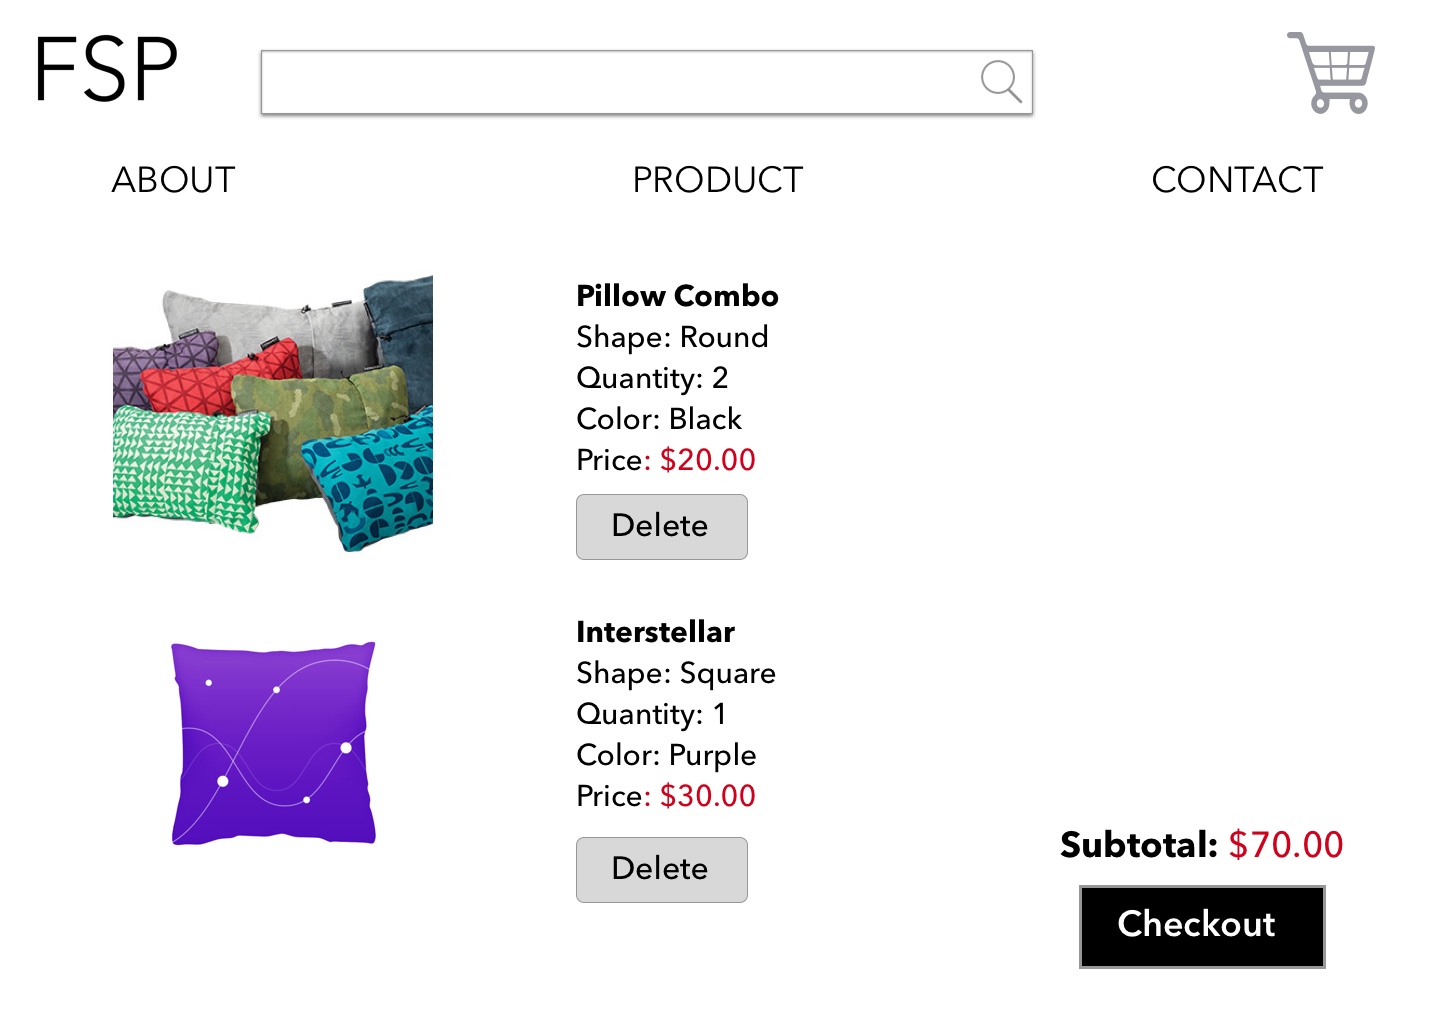 FSP
ABOUT
PRODUCT
CONTACT
Pillow Combo
Shape: Round
Quantity: 2
Color: Black
Price: $20.00
Delete
Interstellar
Shape: Square
Quantity: 1
Color: Purple
Price: $30.00
Delete
Subtotal: $70.00
Checkout